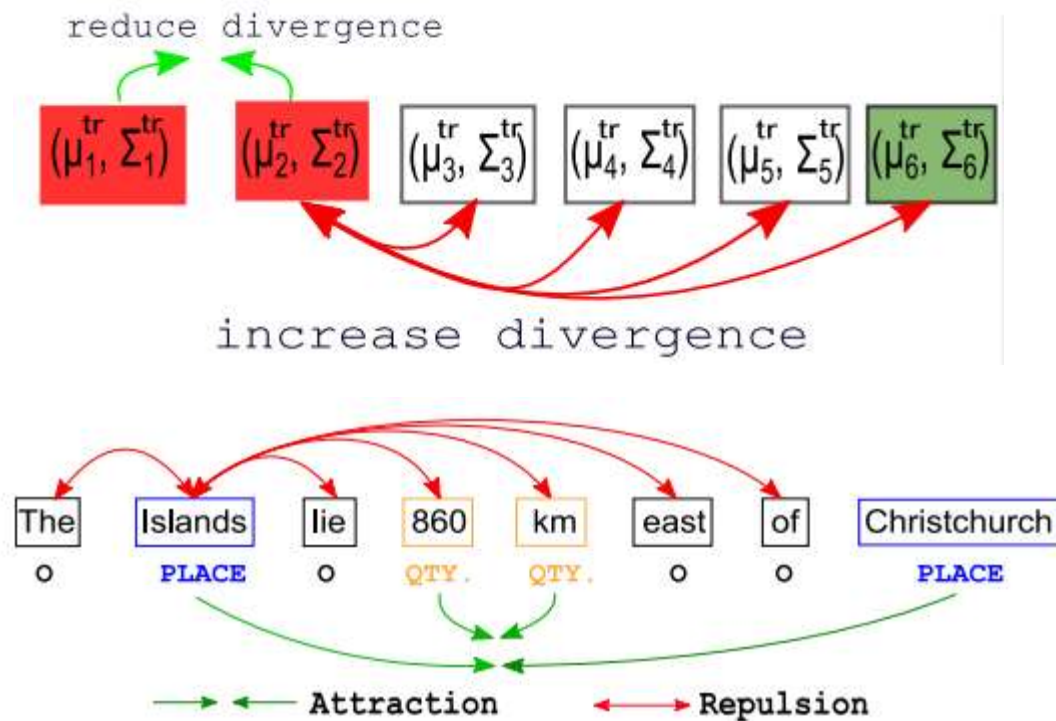 reduce divergence
(μ₁ᵗʳ, Σ₁ᵗʳ) (μ₂ᵗʳ, Σ₂ᵗʳ) (μ₃ᵗʳ, Σ₃ᵗʳ) (μ₄ᵗʳ, Σ₄ᵗʳ) (μ₅ᵗʳ, Σ₅ᵗʳ) (μ₆ᵗʳ, Σ₆ᵗʳ)
increase divergence
The Islands lie 860 km east of Christchurch
O PLACE O QTY. QTY. O O PLACE
Attraction Repulsion